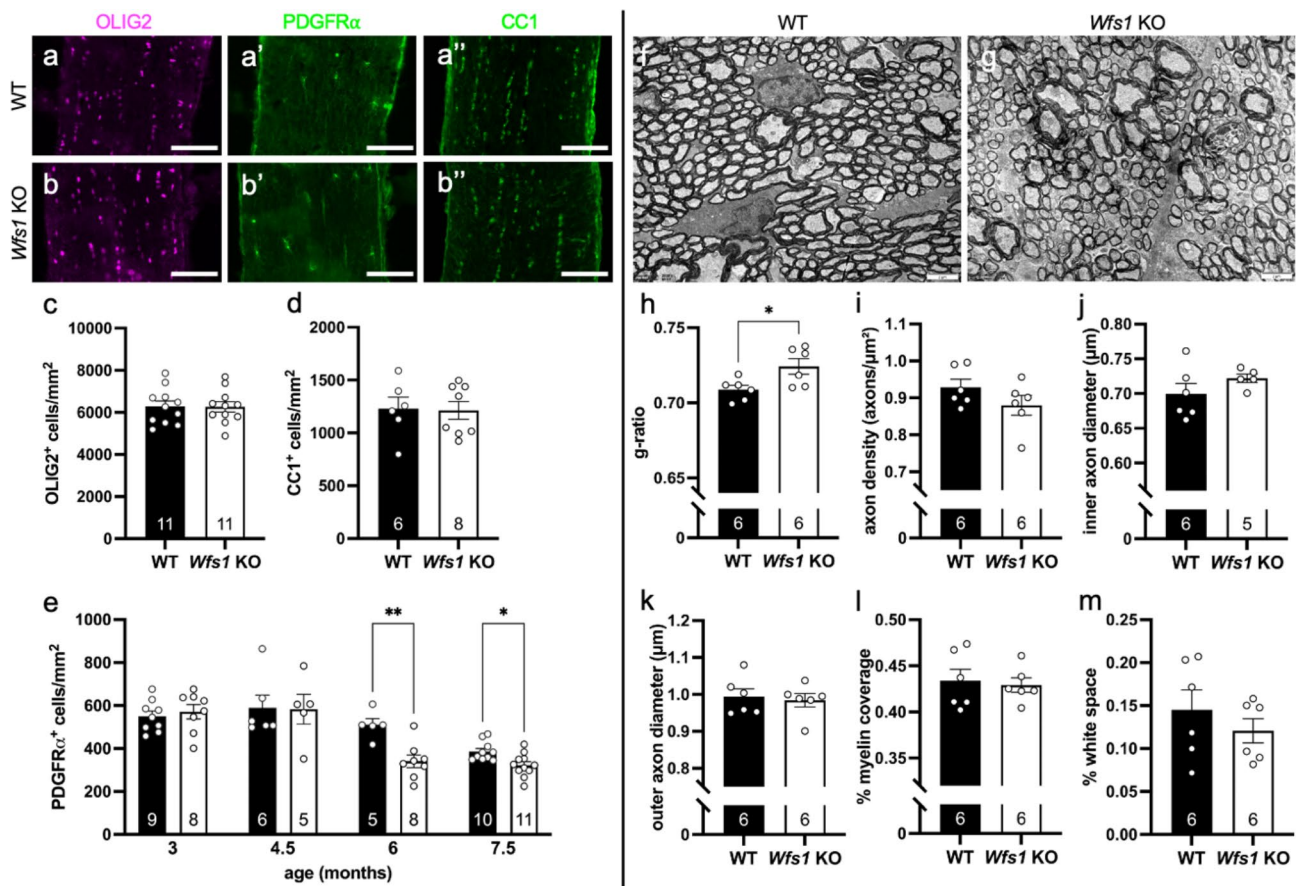 OLIG2 PDGFRα CC1
WT
a a' a''
Wfs1 KO
b b' b''
WT Wfs1 KO
f g
c
OLIG2+ cells/mm2
10000
8000
6000
4000
2000
0
11 11
WT Wfs1 KO
d
CC1+ cells/mm2
2000
1500
1000
500
0
6 8
WT Wfs1 KO
e
PDGFRα+ cells/mm2
1000
800
600
400
200
0
** *
9 8 6 5 5 8 10 11
3 4.5 6 7.5
age (months)
h
g-ratio
0.75
0.70
0.65
0
*
6 6
WT Wfs1 KO
i
axon density (axons/µm²)
1.1
1.0
0.9
0.8
0.7
0
6 6
WT Wfs1 KO
j
inner axon diameter (µm)
0.80
0.75
0.70
0.65
0.60
0
6 5
WT Wfs1 KO
k
outer axon diameter (µm)
1.2
1.1
1.0
0.9
0.8
0
6 6
WT Wfs1 KO
l
% myelin coverage
0.50
0.45
0.40
0.35
0
6 6
WT Wfs1 KO
m
% white space
0.25
0.20
0.15
0.10
0.05
0.00
6 6
WT Wfs1 KO